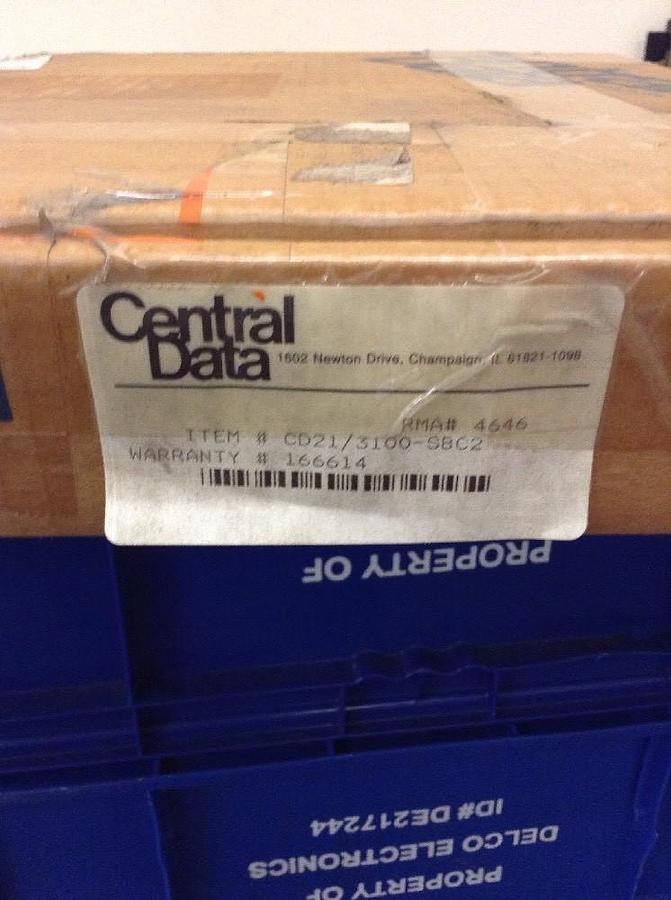 Central
Data 1602 Newton Drive, Champaign, IL 61821-1098
RMA# 4646
ITEM # CD21/3100-SBC2
WARRANTY # 166614
PROPERTY OF
PROPERTY OF
DELCO ELECTRONICS
ID# DE217244